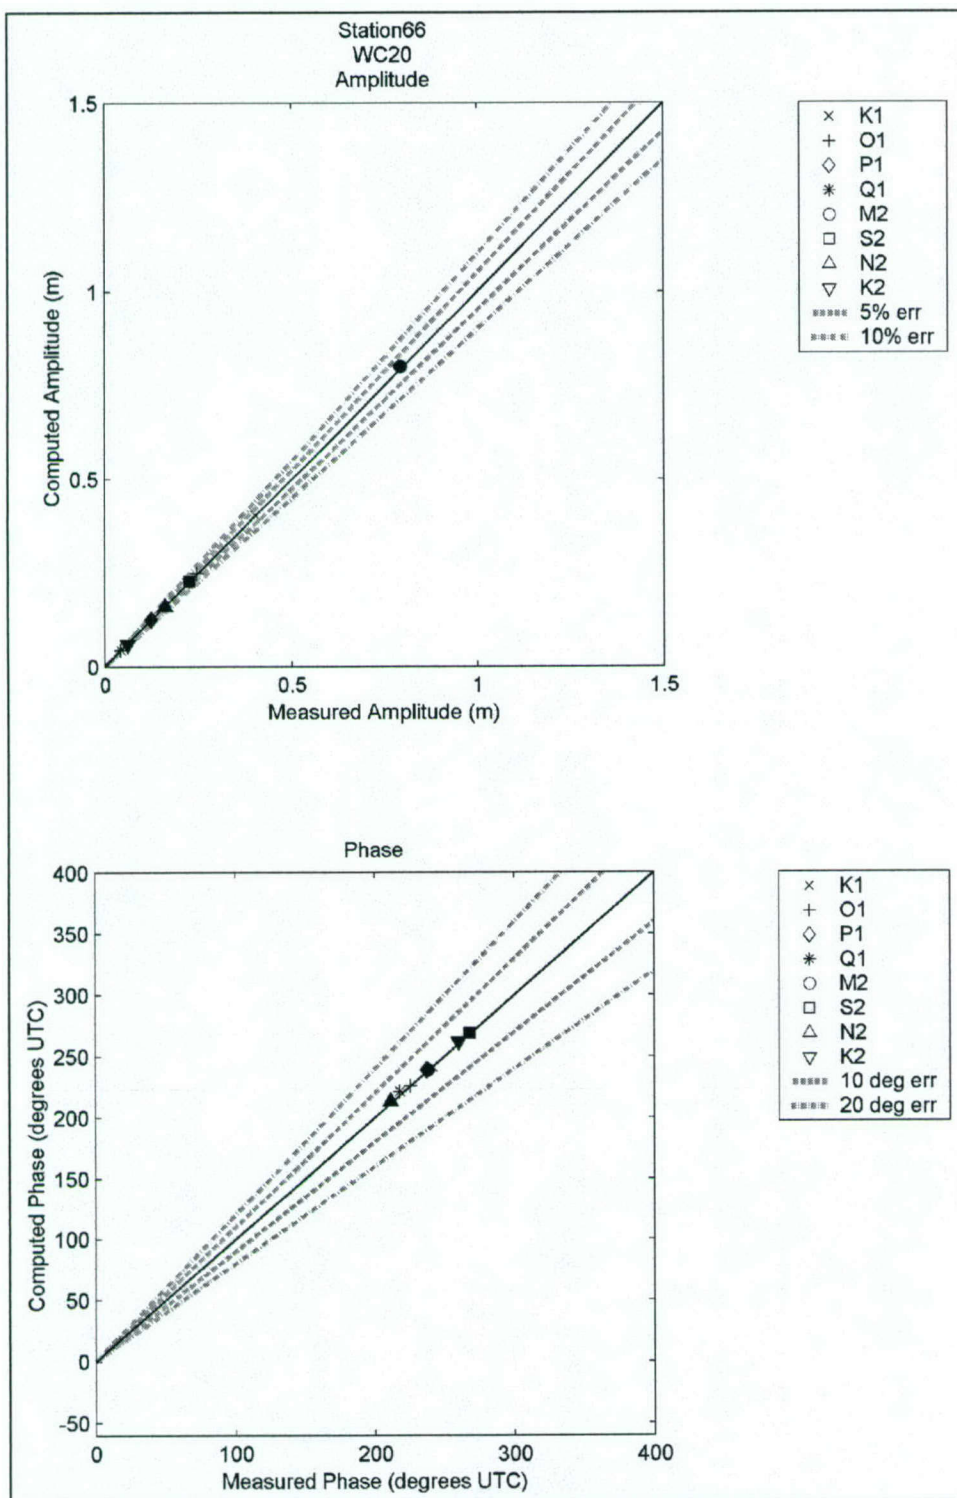 Station66
WC20
Amplitude
1.5
1
0.5
0
0
0.5
1
1.5
Computed Amplitude (m)
Measured Amplitude (m)
K1
O1
P1
Q1
M2
S2
N2
K2
5% err
10% err
Phase
400
350
300
250
200
150
100
50
0
-50
0
100
200
300
400
Computed Phase (degrees UTC)
Measured Phase (degrees UTC)
K1
O1
P1
Q1
M2
S2
N2
K2
10 deg err
20 deg err